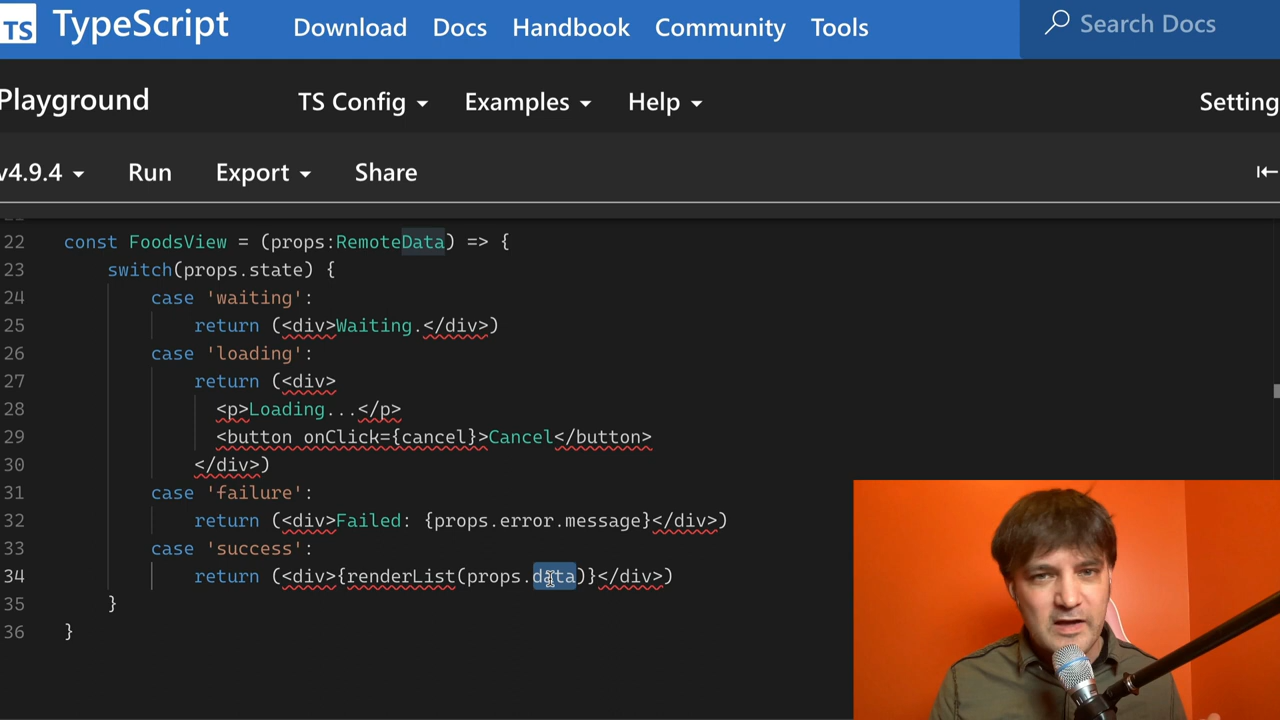 TS TypeScript Download Docs Handbook Community Tools Search Docs
Playground TS Config Examples Help Setting
v4.9.4 Run Export Share
22 const FoodsView = (props:RemoteData) => {
23 switch(props.state) {
24 case 'waiting':
25 return (<div>Waiting.</div>)
26 case 'loading':
27 return (<div>
28 <p>Loading...</p>
29 <button onClick={cancel}>Cancel</button>
30 </div>)
31 case 'failure':
32 return (<div>Failed: {props.error.message}</div>)
33 case 'success':
34 return (<div>{renderList(props.data)}</div>)
35 }
36 }